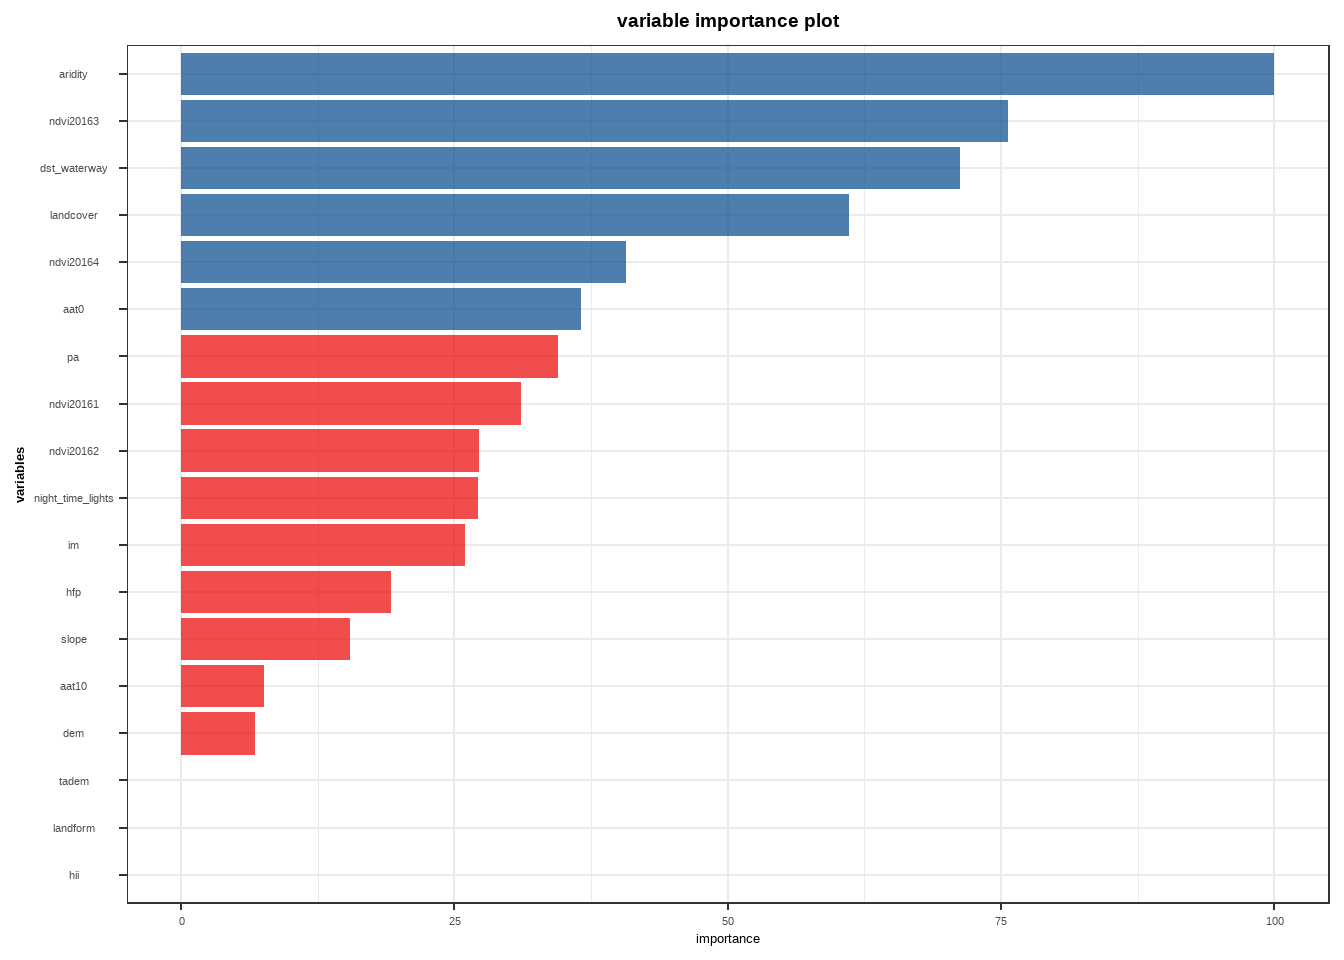 variable importance plot
aridity
ndvi20163
dst_waterway
landcover
ndvi20164
aat0
pa
ndvi20161
ndvi20162
night_time_lights
im
hfp
slope
aat10
dem
tadem
landform
hii
variables
0 25 50 75 100
importance